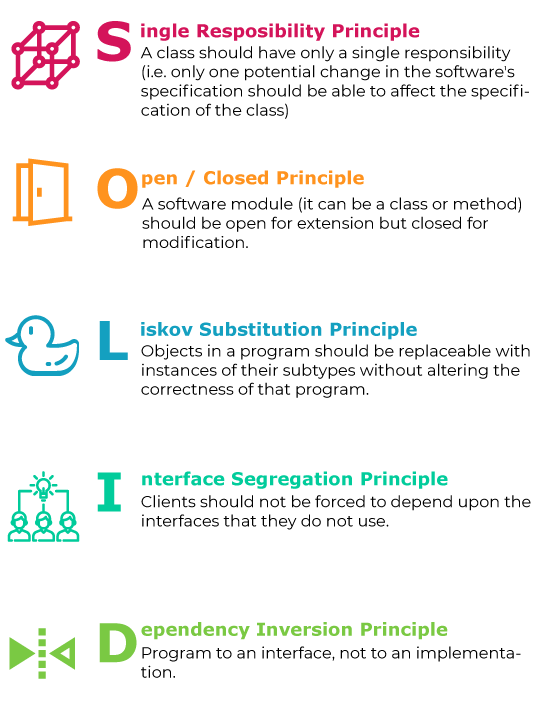 Single Resposibility Principle
A class should have only a single responsibility
(i.e. only one potential change in the software's
specification should be able to affect the specifi-
cation of the class)
Open / Closed Principle
A software module (it can be a class or method)
should be open for extension but closed for
modification.
Liskov Substitution Principle
Objects in a program should be replaceable with
instances of their subtypes without altering the
correctness of that program.
Interface Segregation Principle
Clients should not be forced to depend upon the
interfaces that they do not use.
Dependency Inversion Principle
Program to an interface, not to an implementa-
tion.